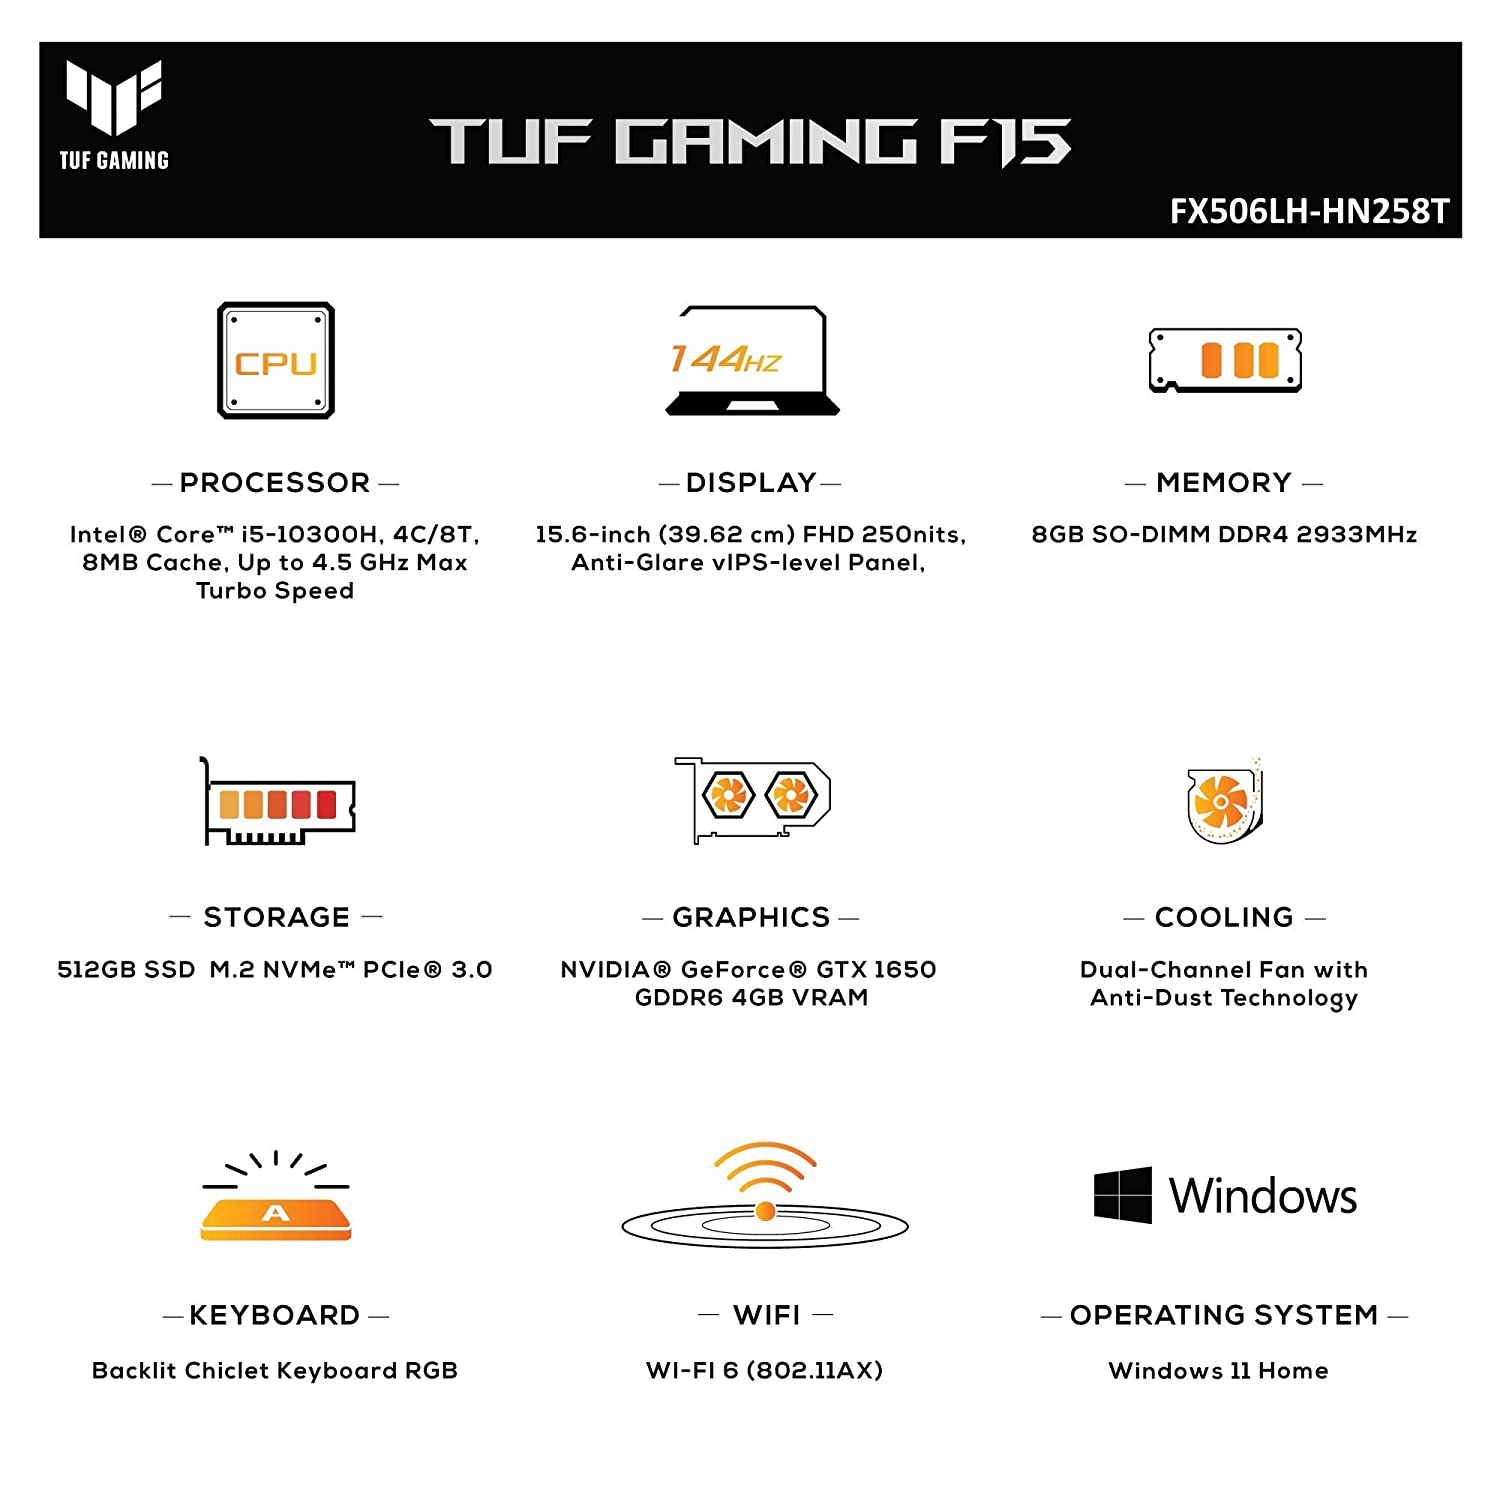 TUF GAMING
TUF GAMING F15
FX506LH-HN258T
CPU
144HZ
— PROCESSOR —
Intel® Core™ i5-10300H, 4C/8T,
8MB Cache, Up to 4.5 GHz Max
Turbo Speed
— DISPLAY —
15.6-inch (39.62 cm) FHD 250nits,
Anti-Glare vIPS-level Panel,
— MEMORY —
8GB SO-DIMM DDR4 2933MHz
— STORAGE —
512GB SSD  M.2 NVMe™ PCIe® 3.0
— GRAPHICS —
NVIDIA® GeForce® GTX 1650
GDDR6 4GB VRAM
— COOLING —
Dual-Channel Fan with
Anti-Dust Technology
A
Windows
— KEYBOARD —
Backlit Chiclet Keyboard RGB
— WIFI —
WI-FI 6 (802.11AX)
— OPERATING SYSTEM —
Windows 11 Home